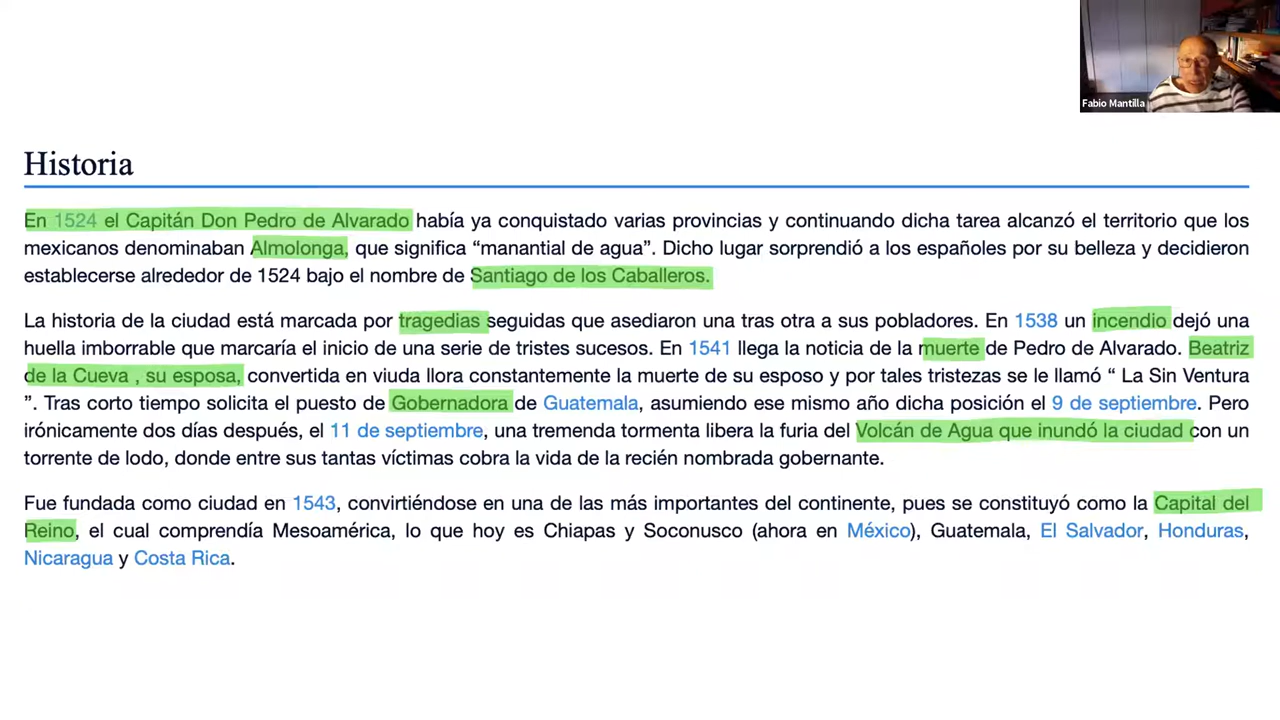 Fabio Mantilla
Historia
En 1524 el Capitán Don Pedro de Alvarado había ya conquistado varias provincias y continuando dicha tarea alcanzó el territorio que los
mexicanos denominaban Almolonga, que significa “manantial de agua”. Dicho lugar sorprendió a los españoles por su belleza y decidieron
establecerse alrededor de 1524 bajo el nombre de Santiago de los Caballeros.
La historia de la ciudad está marcada por tragedias seguidas que asediaron una tras otra a sus pobladores. En 1538 un incendio dejó una
huella imborrable que marcaría el inicio de una serie de tristes sucesos. En 1541 llega la noticia de la muerte de Pedro de Alvarado. Beatriz
de la Cueva , su esposa, convertida en viuda llora constantemente la muerte de su esposo y por tales tristezas se le llamó “ La Sin Ventura
”. Tras corto tiempo solicita el puesto de Gobernadora de Guatemala, asumiendo ese mismo año dicha posición el 9 de septiembre. Pero
irónicamente dos días después, el 11 de septiembre, una tremenda tormenta libera la furia del Volcán de Agua que inundó la ciudad con un
torrente de lodo, donde entre sus tantas víctimas cobra la vida de la recién nombrada gobernante.
Fue fundada como ciudad en 1543, convirtiéndose en una de las más importantes del continente, pues se constituyó como la Capital del
Reino, el cual comprendía Mesoamérica, lo que hoy es Chiapas y Soconusco (ahora en México), Guatemala, El Salvador, Honduras,
Nicaragua y Costa Rica.